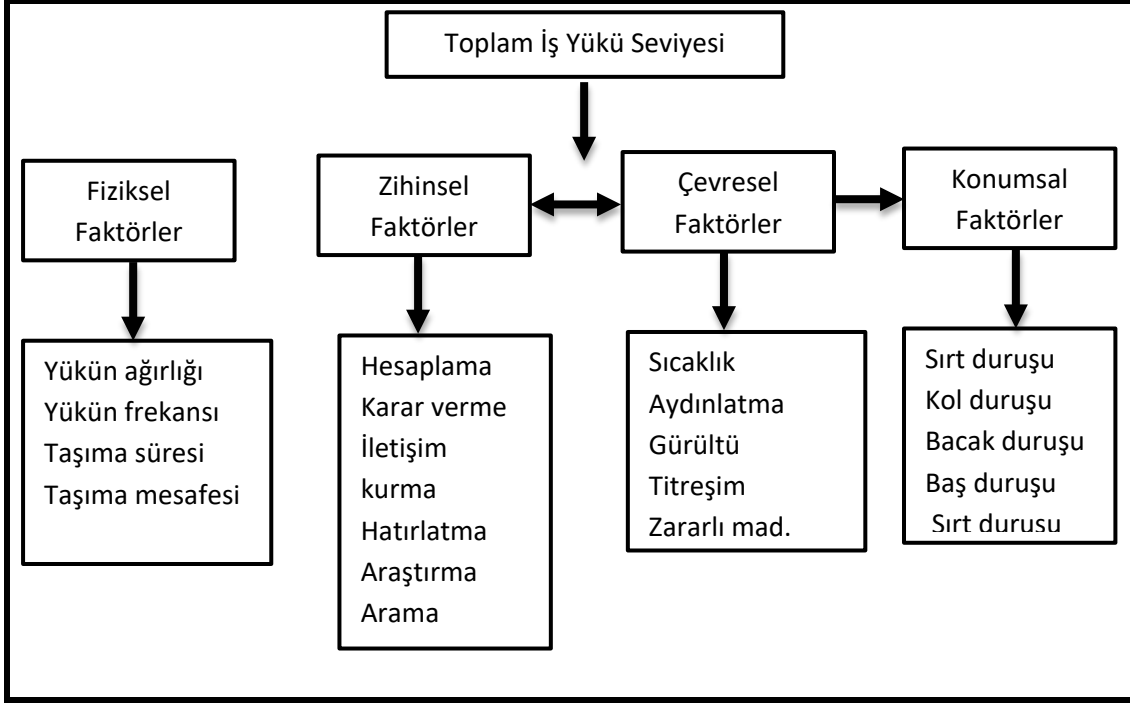 Toplam İş Yükü Seviyesi
Fiziksel
Faktörler
Zihinsel
Faktörler
Çevresel
Faktörler
Konumsal
Faktörler
Yükün ağırlığı
Yükün frekansı
Taşıma süresi
Taşıma mesafesi
Hesaplama
Karar verme
İletişim
kurma
Hatırlatma
Araştırma
Arama
Sıcaklık
Aydınlatma
Gürültü
Titreşim
Zararlı mad.
Sırt duruşu
Kol duruşu
Bacak duruşu
Baş duruşu
Sırt duruşu